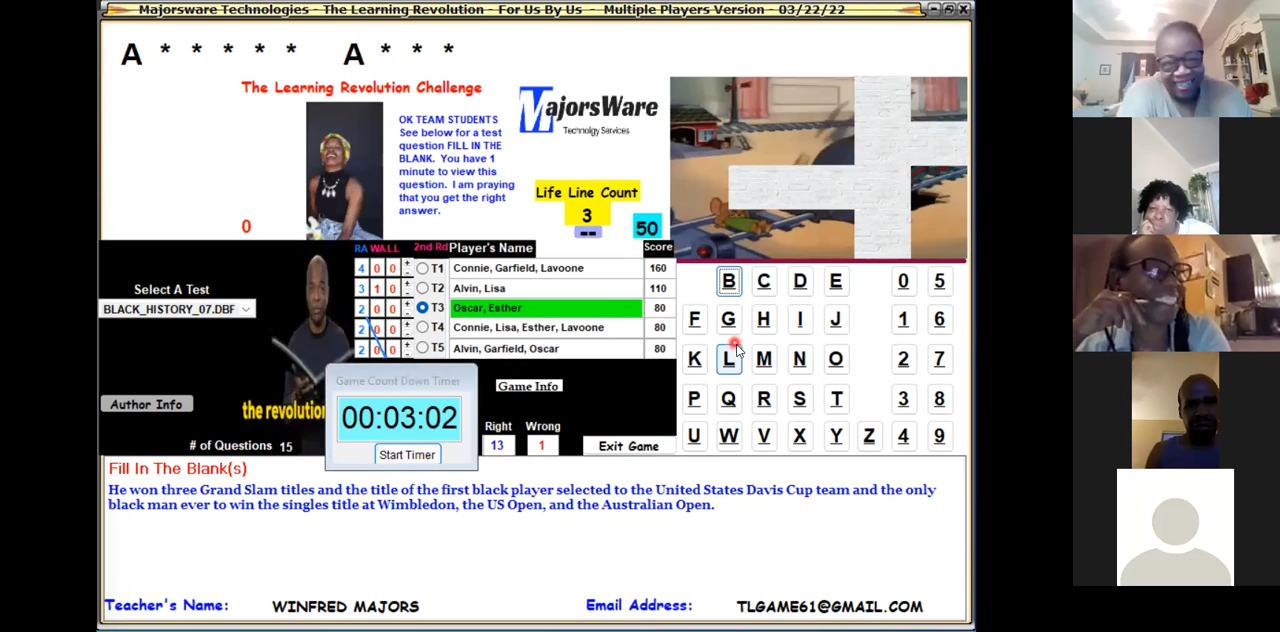 Majorsware Technologies - The Learning Revolution - For Us By Us - Multiple Players Version - 03/22/22
A * * * * * A * * *
The Learning Revolution Challenge
OK TEAM STUDENTS
See below for a test
question FILL IN THE
BLANK. You have 1
minute to view this
question. I am praying
that you get the right
answer.
MajorsWare
Technolgy Services
Life Line Count
3
--
50
0
RA WALL 2nd Rd Player's Name Score
4 0 0 + - T1 Connie, Garfield, Lavoone 160
3 1 0 + - T2 Alvin, Lisa 110
2 0 0 + - T3 Oscar, Esther 80
2 0 0 + - T4 Connie, Lisa, Esther, Lavoone 80
2 0 0 + - T5 Alvin, Garfield, Oscar 80
Select A Test
BLACK_HISTORY_07.DBF
Author Info
the revolution
# of Questions 15
Game Count Down Timer
00:03:02
Start Timer
Game Info
Right Wrong
13 1
Exit Game
B C D E 0 5
F G H I J 1 6
K L M N O 2 7
P Q R S T 3 8
U W V X Y Z 4 9
Fill In The Blank(s)
He won three Grand Slam titles and the title of the first black player selected to the United States Davis Cup team and the only
black man ever to win the singles title at Wimbledon, the US Open, and the Australian Open.
Teacher's Name: WINFRED MAJORS Email Address: TLGAME61@GMAIL.COM